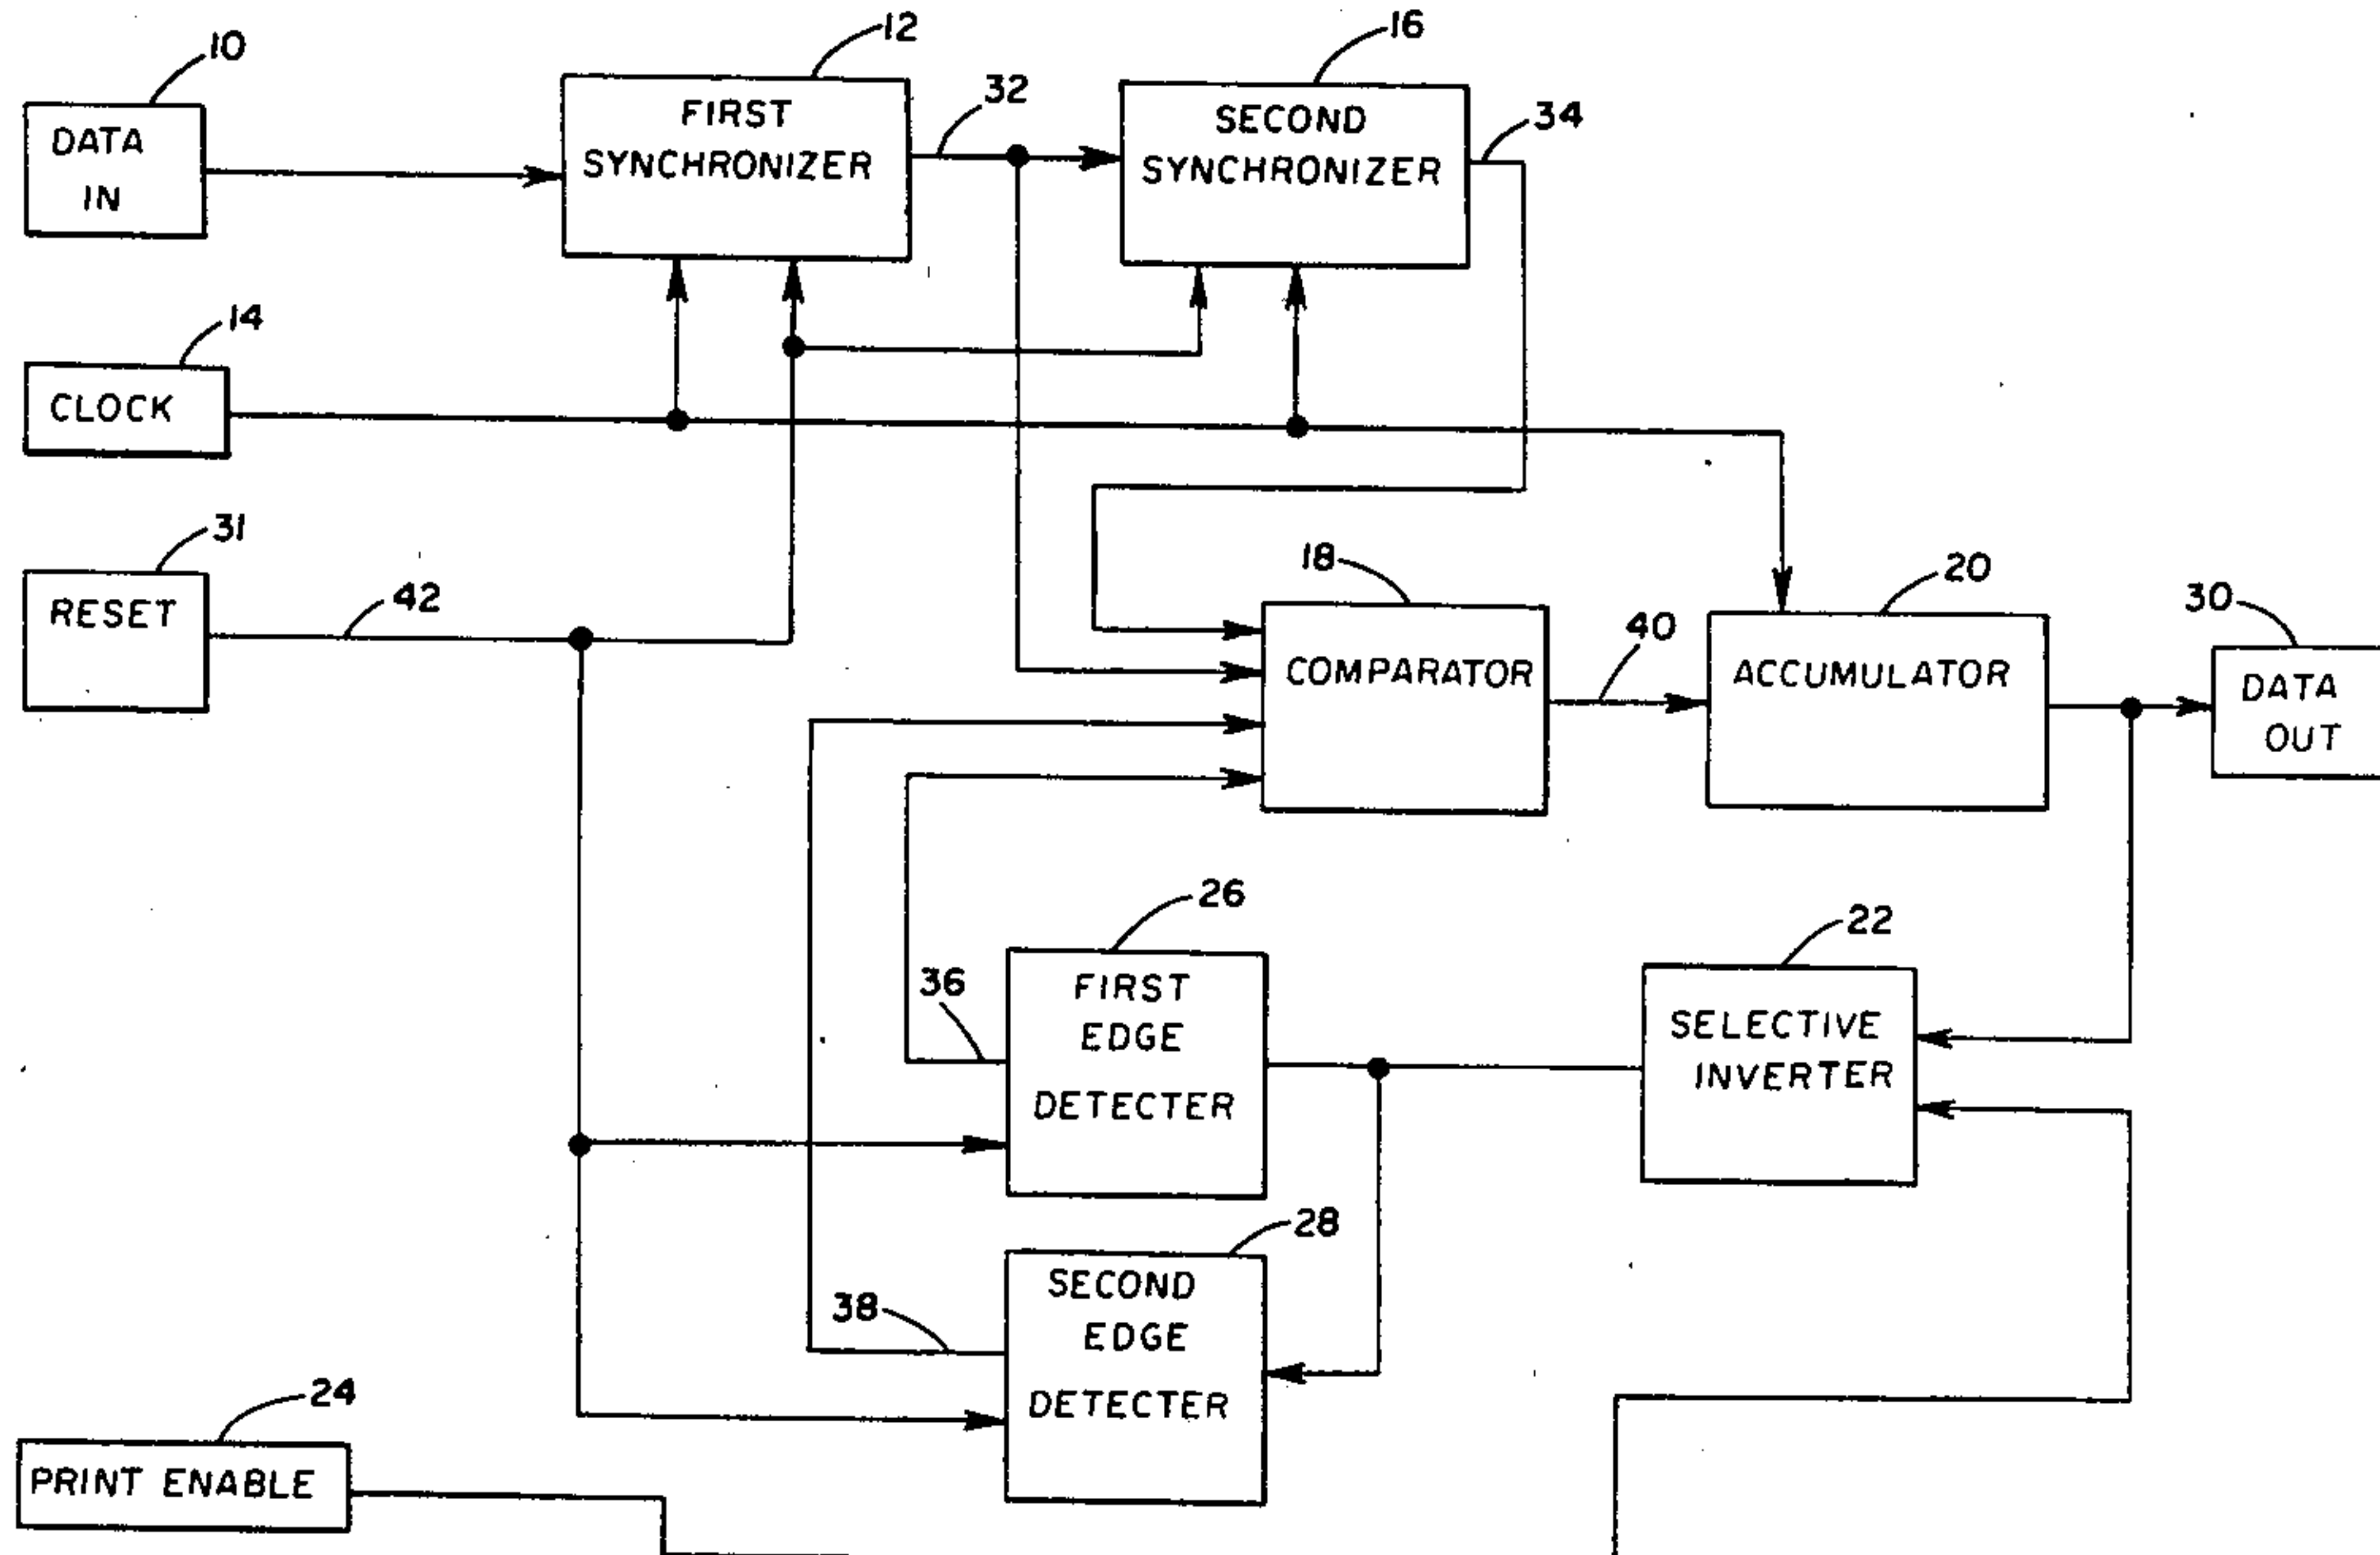 10
12
16
DATA
IN
FIRST
SYNCHRONIZER
32
SECOND
SYNCHRONIZER
34
14
CLOCK
31
RESET
42
18
COMPARATOR
40
20
ACCUMULATOR
30
DATA
OUT
26
FIRST
EDGE
DETECTER
36
22
SELECTIVE
INVERTER
28
SECOND
EDGE
DETECTER
38
24
PRINT ENABLE